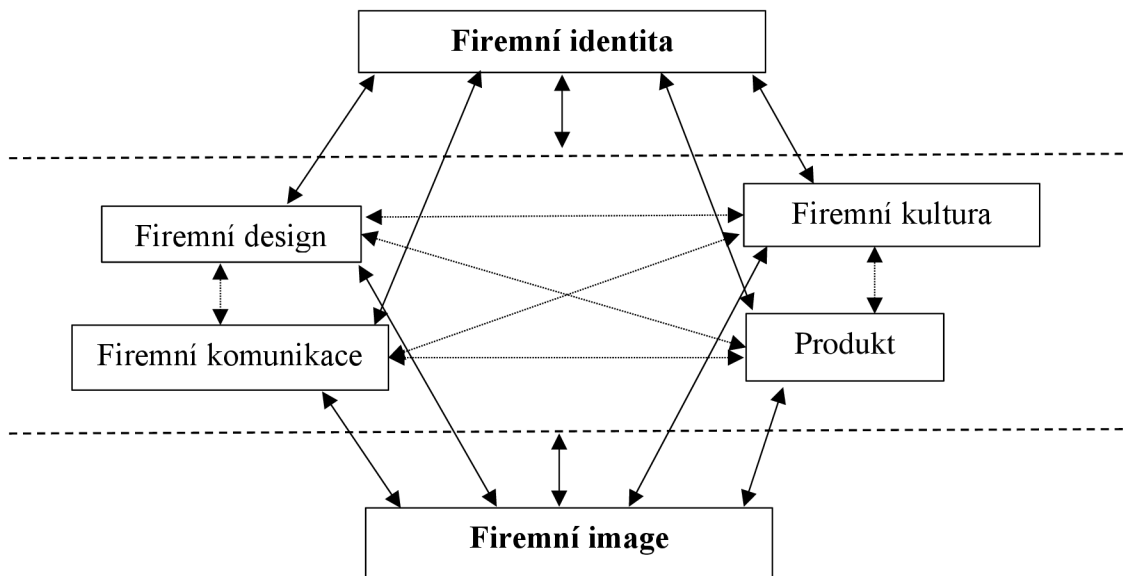 Firemní identita
Firemní kultura
Firemní design
Produkt
Firemní komunikace
Firemní image